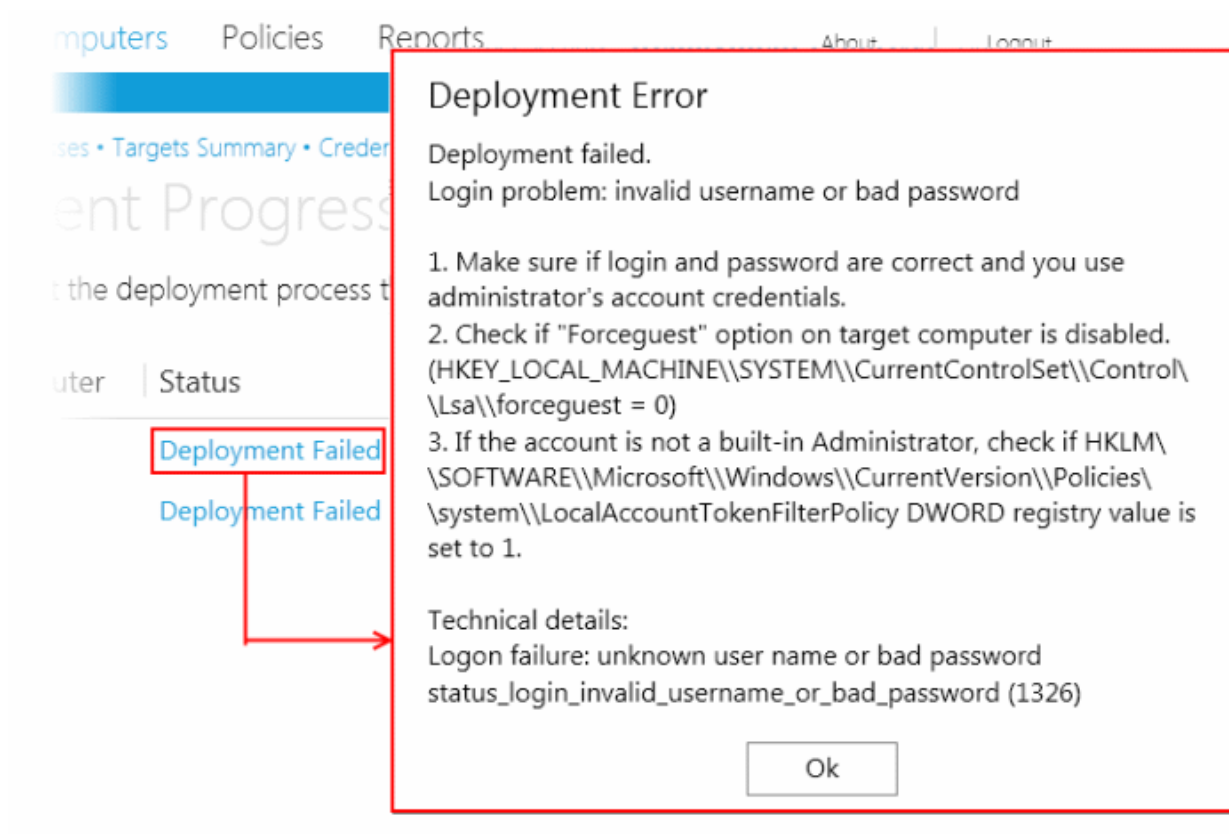 mputers Policies Reports About Logout
ses • Targets Summary • Creder
ent Progress
the deployment process t
uter Status
Deployment Failed
Deployment Failed
Deployment Error
Deployment failed.
Login problem: invalid username or bad password
1. Make sure if login and password are correct and you use
administrator's account credentials.
2. Check if "Forceguest" option on target computer is disabled.
(HKEY_LOCAL_MACHINE\\SYSTEM\\CurrentControlSet\\Control\
\Lsa\\forceguest = 0)
3. If the account is not a built-in Administrator, check if HKLM\
\SOFTWARE\\Microsoft\\Windows\\CurrentVersion\\Policies\
\system\\LocalAccountTokenFilterPolicy DWORD registry value is
set to 1.
Technical details:
Logon failure: unknown user name or bad password
status_login_invalid_username_or_bad_password (1326)
Ok